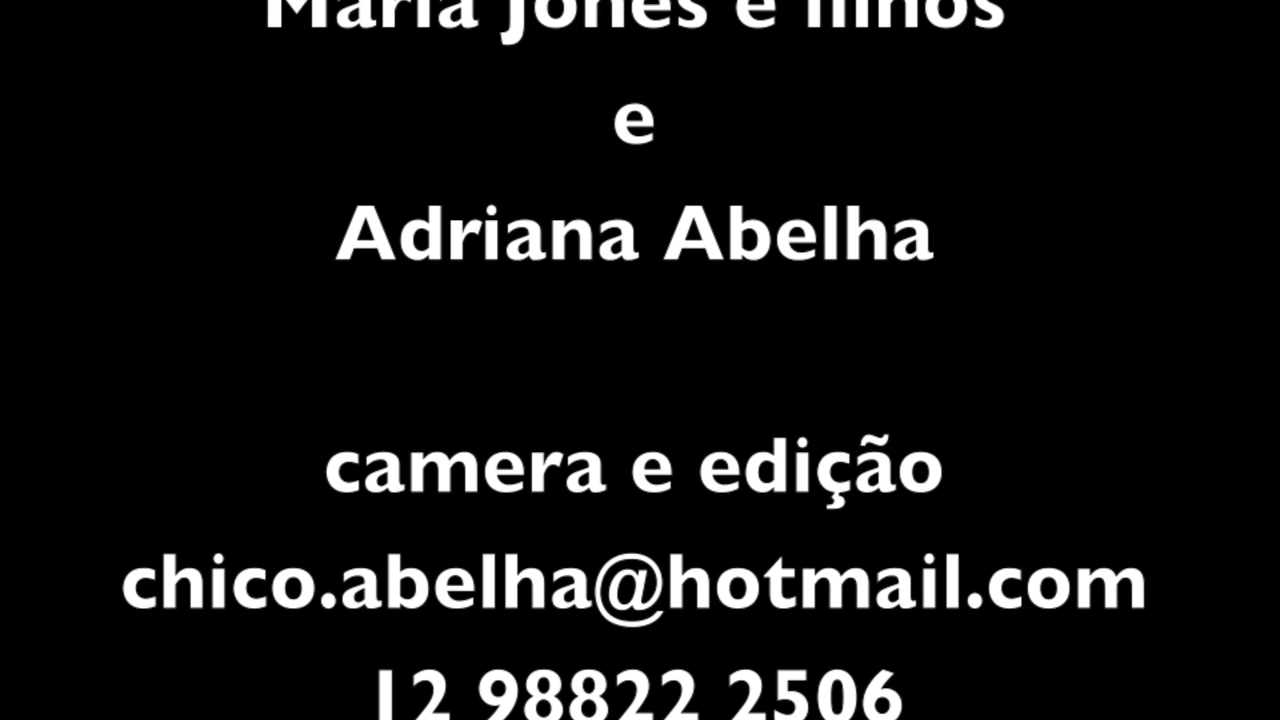 Maria Jones e filhos
e
Adriana Abelha
camera e edição
chico.abelha@hotmail.com
12 98822 2506